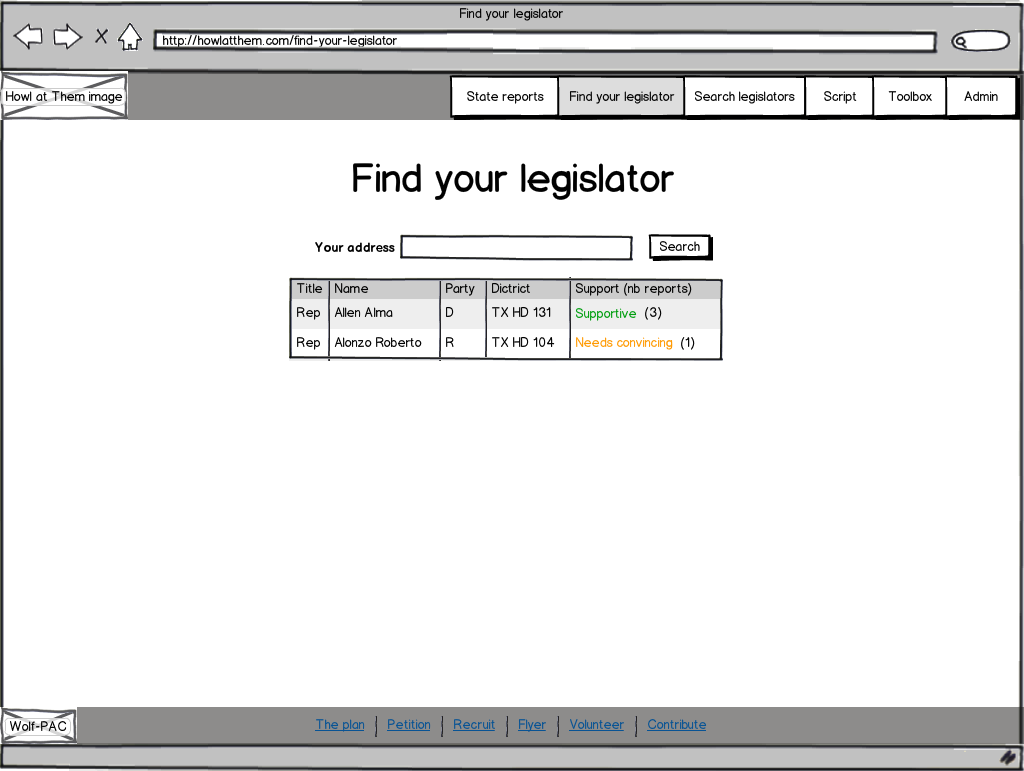 Find your legislator
http://howlatthem.com/find-your-legislator
Howl at Them image State reports Find your legislator Search legislators Script Toolbox Admin
Find your legislator
Your address Search
Title Name Party Dictrict Support (nb reports)
Rep Allen Alma D TX HD 131 Supportive (3)
Rep Alonzo Roberto R TX HD 104 Needs convincing (1)
Wolf-PAC The plan Petition Recruit Flyer Volunteer Contribute